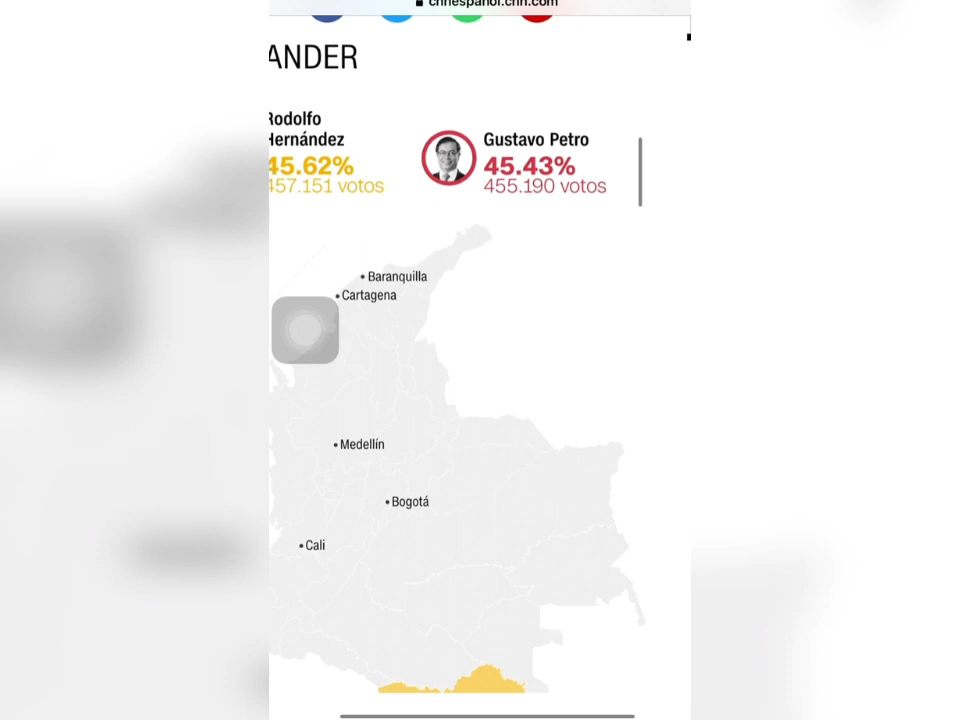 cnnespanol.cnn.com
ANDER
Rodolfo
Hernández
45.62%
457.151 votos
Gustavo Petro
45.43%
455.190 votos
Baranquilla
Cartagena
Medellín
Bogotá
Cali